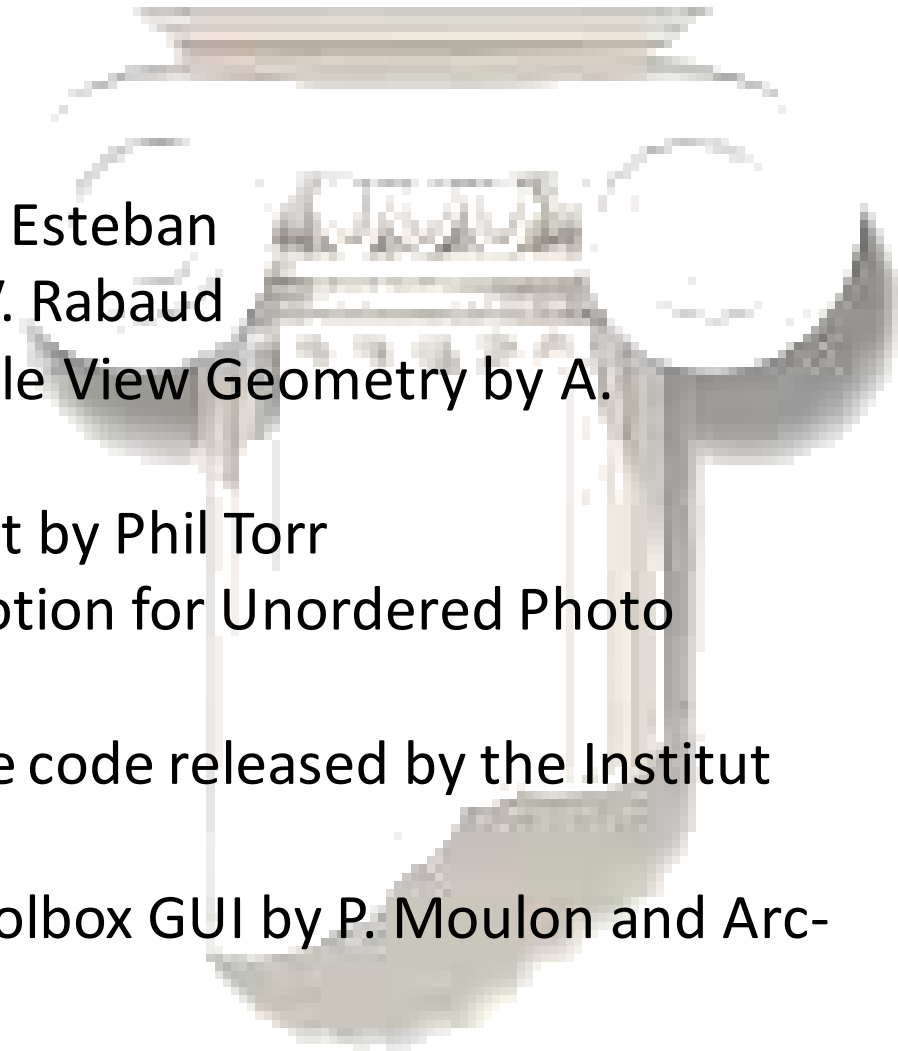 Esteban
. Rabaud
le View Geometry by A.
t by Phil Torr
otion for Unordered Photo
e code released by the Institut
olbox GUI by P. Moulon and Arc-